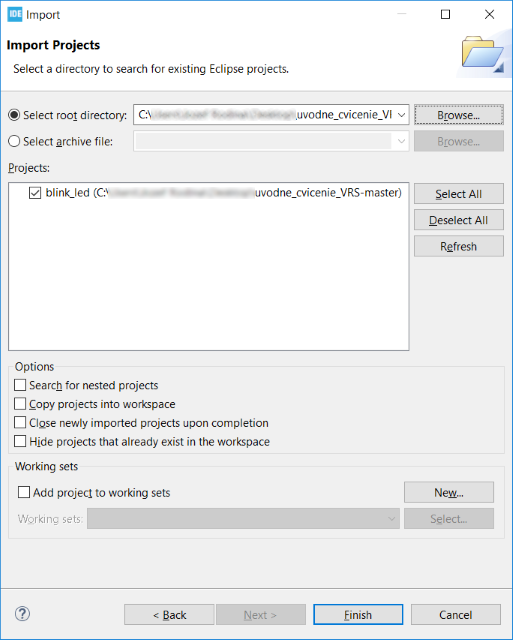 IDE Import
Import Projects
Select a directory to search for existing Eclipse projects.
Select root directory: C:\ uvodne_cvicenie_VI Browse...
Select archive file: Browse...
Projects:
blink_led (C:\ uvodne_cvicenie_VRS-master)
Select All
Deselect All
Refresh
Options
Search for nested projects
Copy projects into workspace
Close newly imported projects upon completion
Hide projects that already exist in the workspace
Working sets
Add project to working sets New...
Working sets: Select...
? < Back Next > Finish Cancel